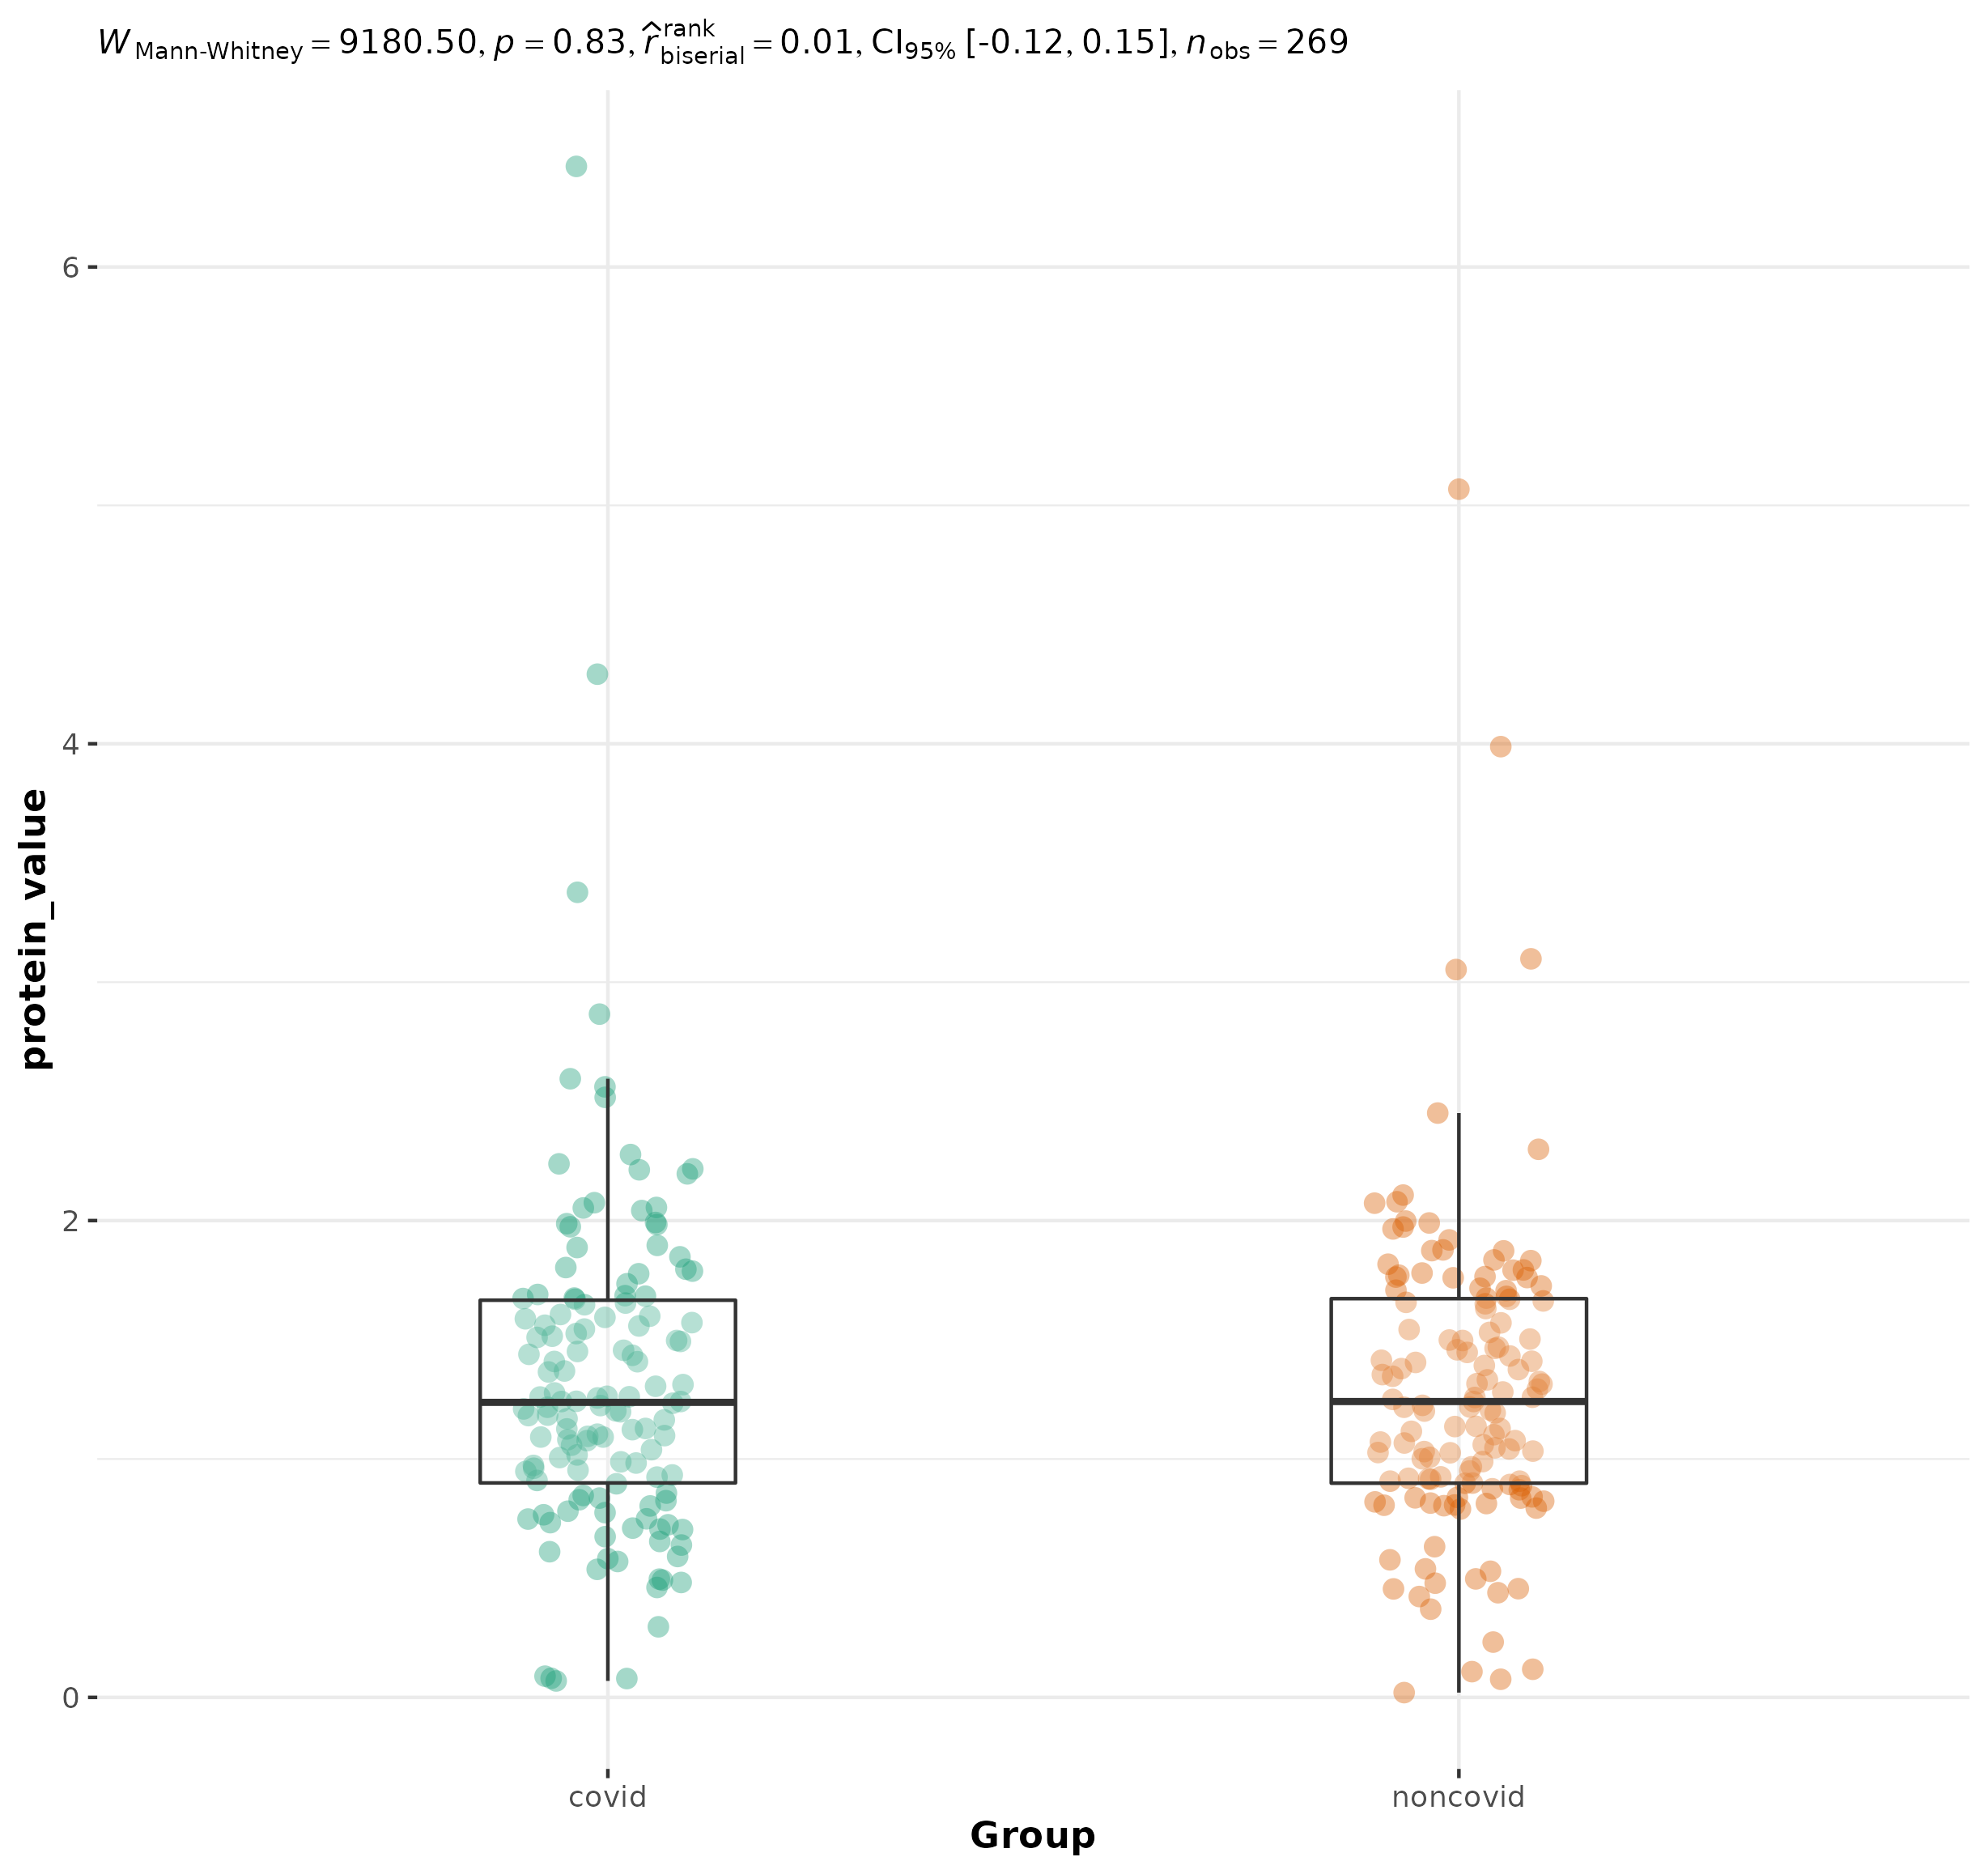 W Mann-Whitney = 9180.50, p = 0.83, r̂ rank biserial = 0.01, CI95% [-0.12, 0.15], n obs = 269
6
4
2
0
protein_value
covid noncovid
Group